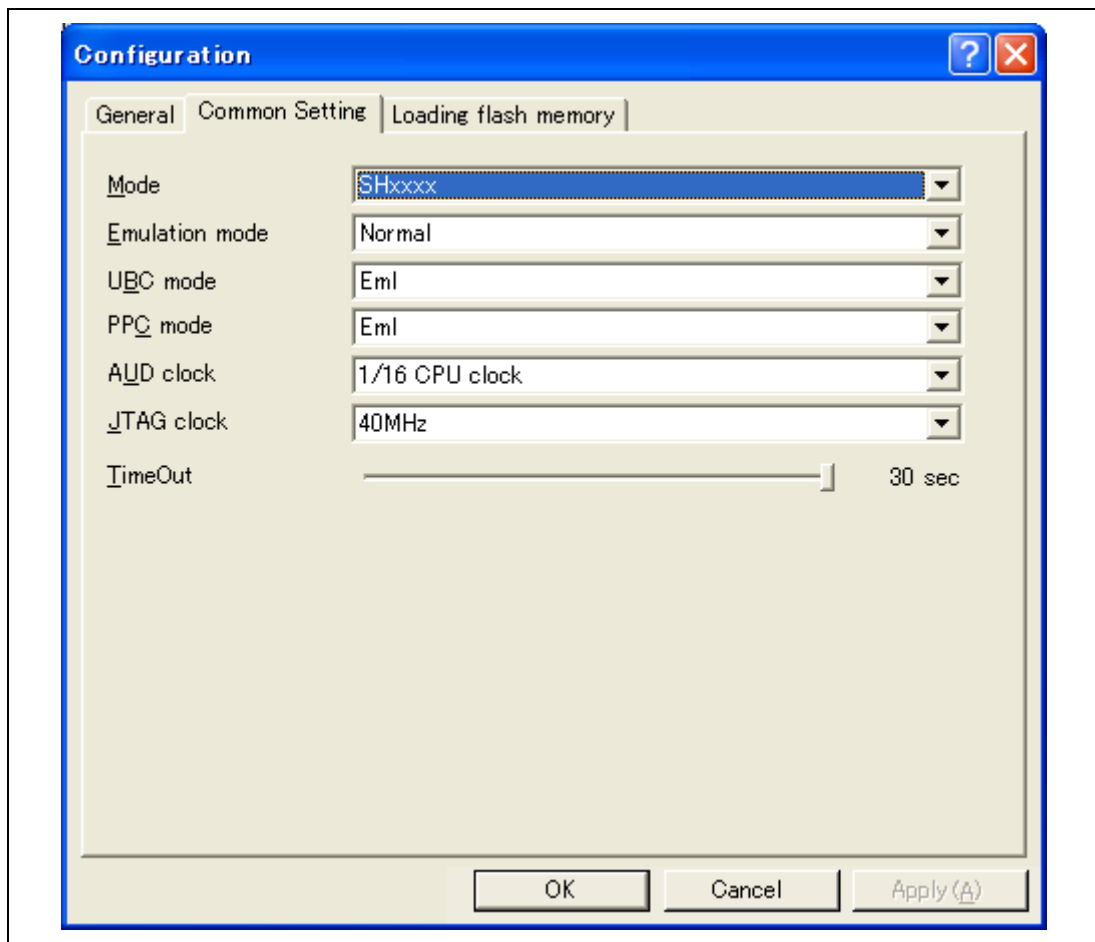 Configuration
General Common Setting Loading flash memory
Mode SHxxxx
Emulation mode Normal
UBC mode Eml
PPC mode Eml
AUD clock 1/16 CPU clock
JTAG clock 40MHz
TimeOut 30 sec
OK Cancel Apply(A)